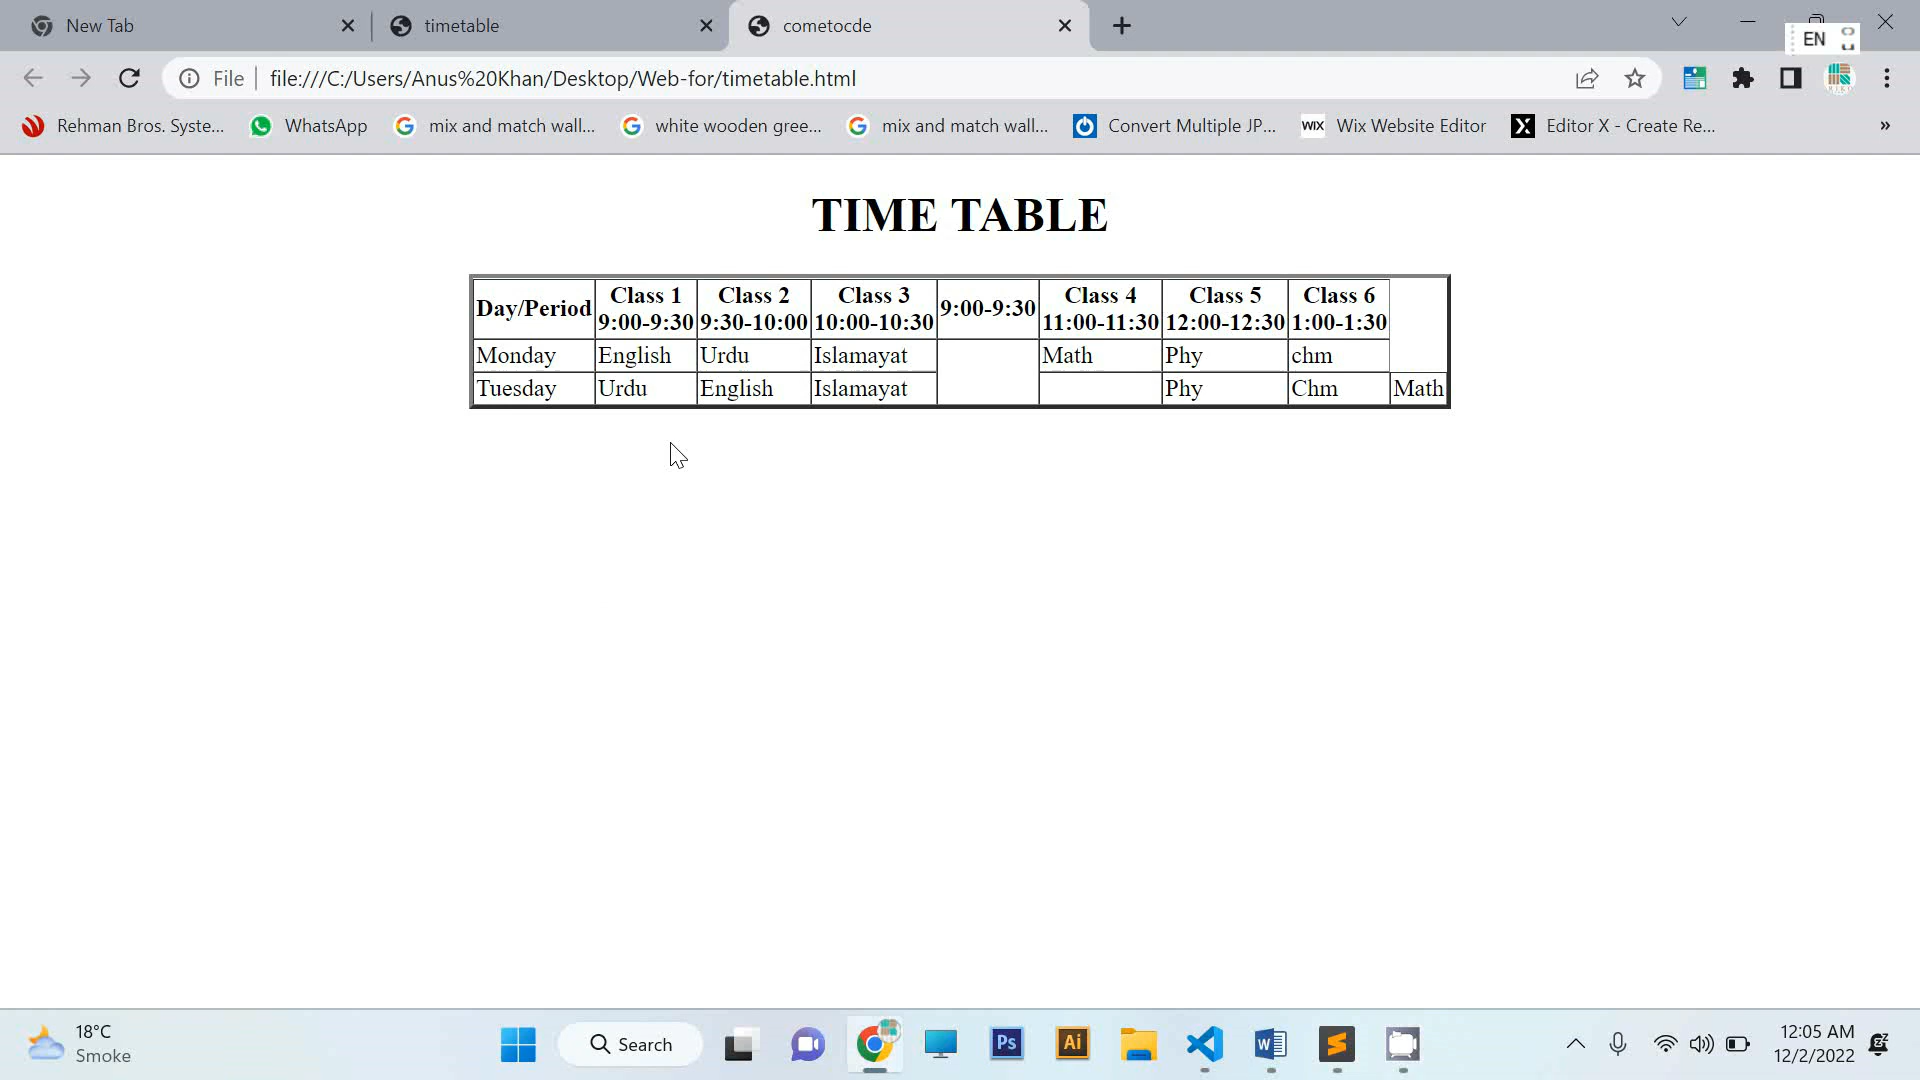 New Tab
timetable
cometocde
EN
File
file:///C:/Users/Anus%20Khan/Desktop/Web-for/timetable.html
Rehman Bros. Syste...
WhatsApp
mix and match wall...
white wooden gree...
mix and match wall...
Convert Multiple JP...
WIX Wix Website Editor
Editor X - Create Re...
»
TIME TABLE
Day/Period
Class 1
9:00-9:30
Class 2
9:30-10:00
Class 3
10:00-10:30
9:00-9:30
Class 4
11:00-11:30
Class 5
12:00-12:30
Class 6
1:00-1:30
Monday English Urdu Islamayat Math Phy chm
Tuesday Urdu English Islamayat Phy Chm Math
18°C
Smoke
Search
Ps
Ai
W
12:05 AM
12/2/2022